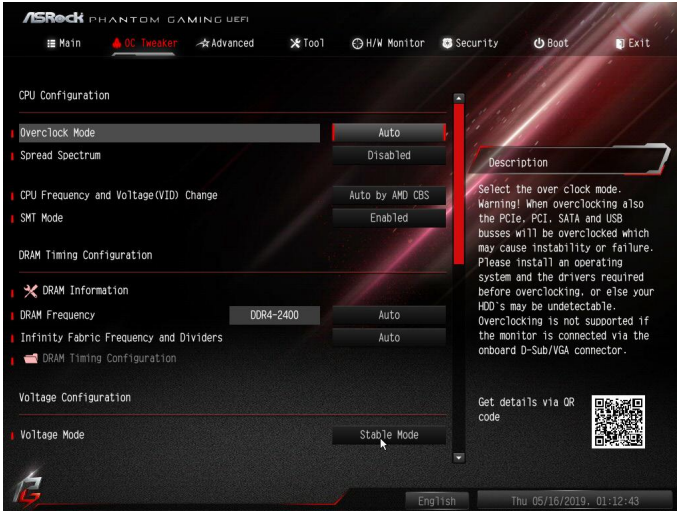 ASRock PHANTOM GAMING UEFI
Main OC Tweaker Advanced Tool H/W Monitor Security Boot Exit
CPU Configuration
Overclock Mode Auto
Spread Spectrum Disabled
CPU Frequency and Voltage(VID) Change Auto by AMD CBS
SMT Mode Enabled
DRAM Timing Configuration
DRAM Information
DRAM Frequency DDR4-2400 Auto
Infinity Fabric Frequency and Dividers Auto
DRAM Timing Configuration
Voltage Configuration
Voltage Mode Stable Mode
Description
Select the over clock mode.
Warning! When overclocking also
the PCIe, PCI, SATA and USB
busses will be overclocked which
may cause instability or failure.
Please install an operating
system and the drivers required
before overclocking, or else your
HDD`s may be undetectable.
Overclocking is not supported if
the monitor is connected via the
onboard D-Sub/VGA connector.
Get details via QR
code
English Thu 05/16/2019, 01:12:43